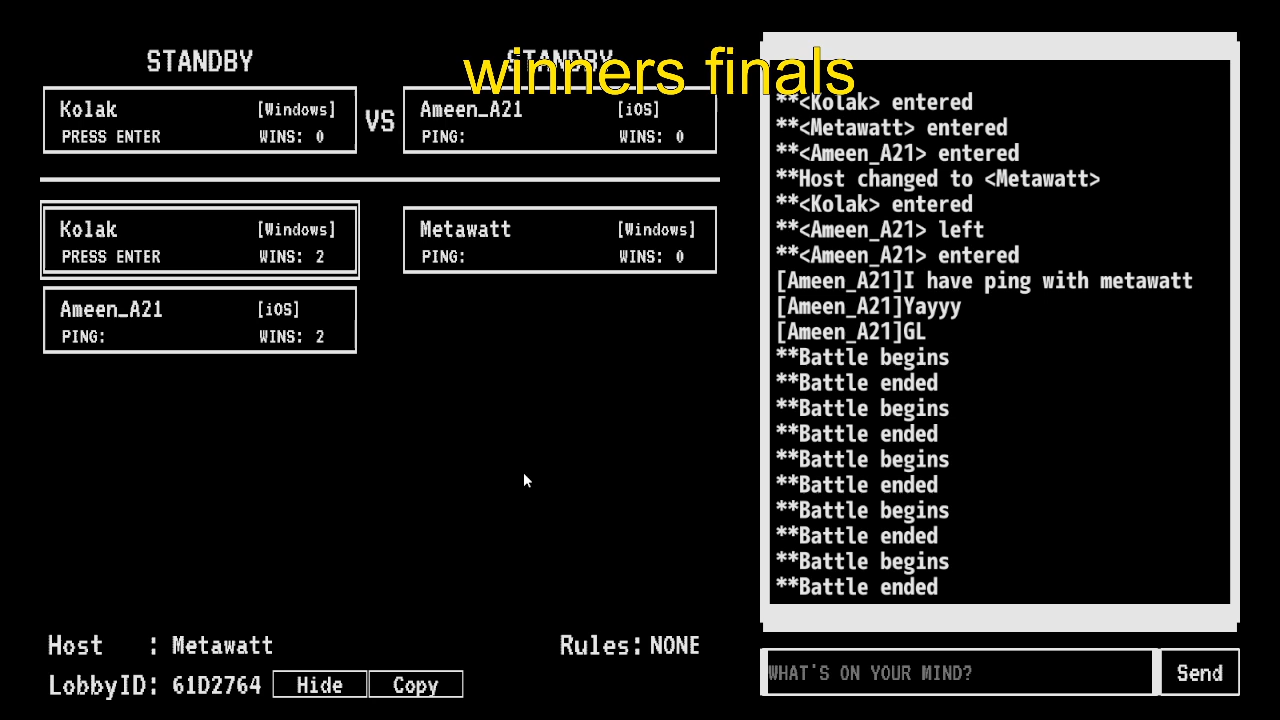 winners finals
STANDBY
STANDBY
Kolak [Windows]
PRESS ENTER WINS: 0
VS
Ameen_A21 [iOS]
PING: WINS: 0
Kolak [Windows]
PRESS ENTER WINS: 2
Metawatt [Windows]
PING: WINS: 0
Ameen_A21 [iOS]
PING: WINS: 2
Host : Metawatt
Rules: NONE
LobbyID: 61D2764 Hide Copy
**<Kolak> entered
**<Metawatt> entered
**<Ameen_A21> entered
**Host changed to <Metawatt>
**<Kolak> entered
**<Ameen_A21> left
**<Ameen_A21> entered
[Ameen_A21]I have ping with metawatt
[Ameen_A21]Yayyy
[Ameen_A21]GL
**Battle begins
**Battle ended
**Battle begins
**Battle ended
**Battle begins
**Battle ended
**Battle begins
**Battle ended
**Battle begins
**Battle ended
WHAT'S ON YOUR MIND? Send